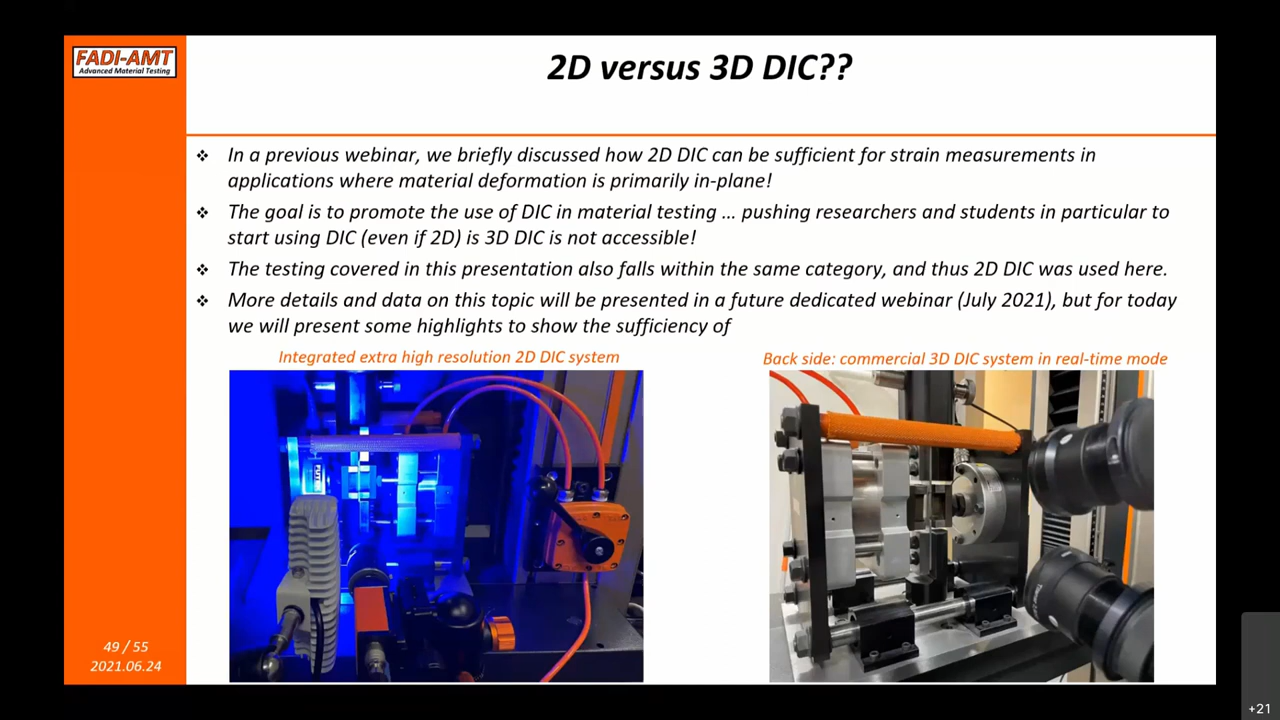 FADI-AMT
Advanced Material Testing
2D versus 3D DIC??
❖ In a previous webinar, we briefly discussed how 2D DIC can be sufficient for strain measurements in
applications where material deformation is primarily in-plane!
❖ The goal is to promote the use of DIC in material testing ... pushing researchers and students in particular to
start using DIC (even if 2D) is 3D DIC is not accessible!
❖ The testing covered in this presentation also falls within the same category, and thus 2D DIC was used here.
❖ More details and data on this topic will be presented in a future dedicated webinar (July 2021), but for today
we will present some highlights to show the sufficiency of
Integrated extra high resolution 2D DIC system
Back side: commercial 3D DIC system in real-time mode
49 / 55
2021.06.24
+21